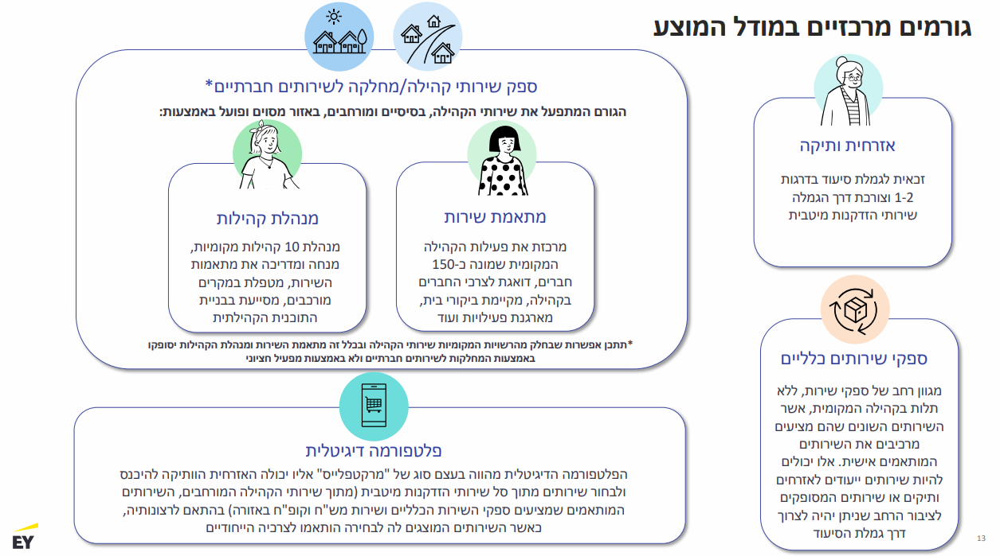 גורמים מרכזיים במודל המוצע
אזרחית ותיקה
זכאית לגמלת סיעוד בדרגות
1-2 וצורכת דרך הגמלה
שירותי הזדקנות מיטבית
ספק שירותי קהילה/מחלקה לשירותים חברתיים*
הגורם המתפעל את שירותי הקהילה, בסיסיים ומורחבים, באזור מסוים ופועל באמצעות:
מתאמת שירות
מרכזת את פעילות הקהילה
המקומית שמונה כ-150
חברים, דואגת לצרכי החברים
בקהילה, מקיימת ביקורי בית,
מארגנת פעילויות ועוד
מנהלת קהילות
מנהלת 10 קהילות מקומיות,
מנחה ומדריכה את מתאמות
השירות, מטפלת במקרים
מורכבים, מסייעת בבניית
התוכנית הקהילתית
*תתכן אפשרות שבחלק מהרשויות המקומיות שירותי הקהילה ובכלל זה מתאמת השירות ומנהלת הקהילות יסופקו
באמצעות המחלקות לשירותים חברתיים ולא באמצעות מפעיל חציוני
ספקי שירותים כלליים
מגוון רחב של ספקי שירות, ללא
תלות בקהילה המקומית, אשר
השירותים השונים שהם מציעים
מרכיבים את השירותים
המותאמים אישית. אלו יכולים
להיות שירותים ייעודים לאזרחים
ותיקים או שירותים המסופקים
לציבור הרחב שניתן יהיה לצרוך
דרך גמלת הסיעוד
פלטפורמה דיגיטלית
הפלטפורמה הדיגיטלית מהווה בעצם סוג של "מרקטפלייס" אליו יכולה האזרחית הוותיקה להיכנס
ולבחור שירותים מתוך סל שירותי הזדקנות מיטבית (מתוך שירותי הקהילה המורחבים, השירותים
המותאמים שמציעים ספקי השירות הכלליים ושירות מש"ח וקופ"ח באזורה) בהתאם לרצונותיה,
כאשר השירותים המוצגים לה לבחירה הותאמו לצרכיה הייחודיים
EY
13